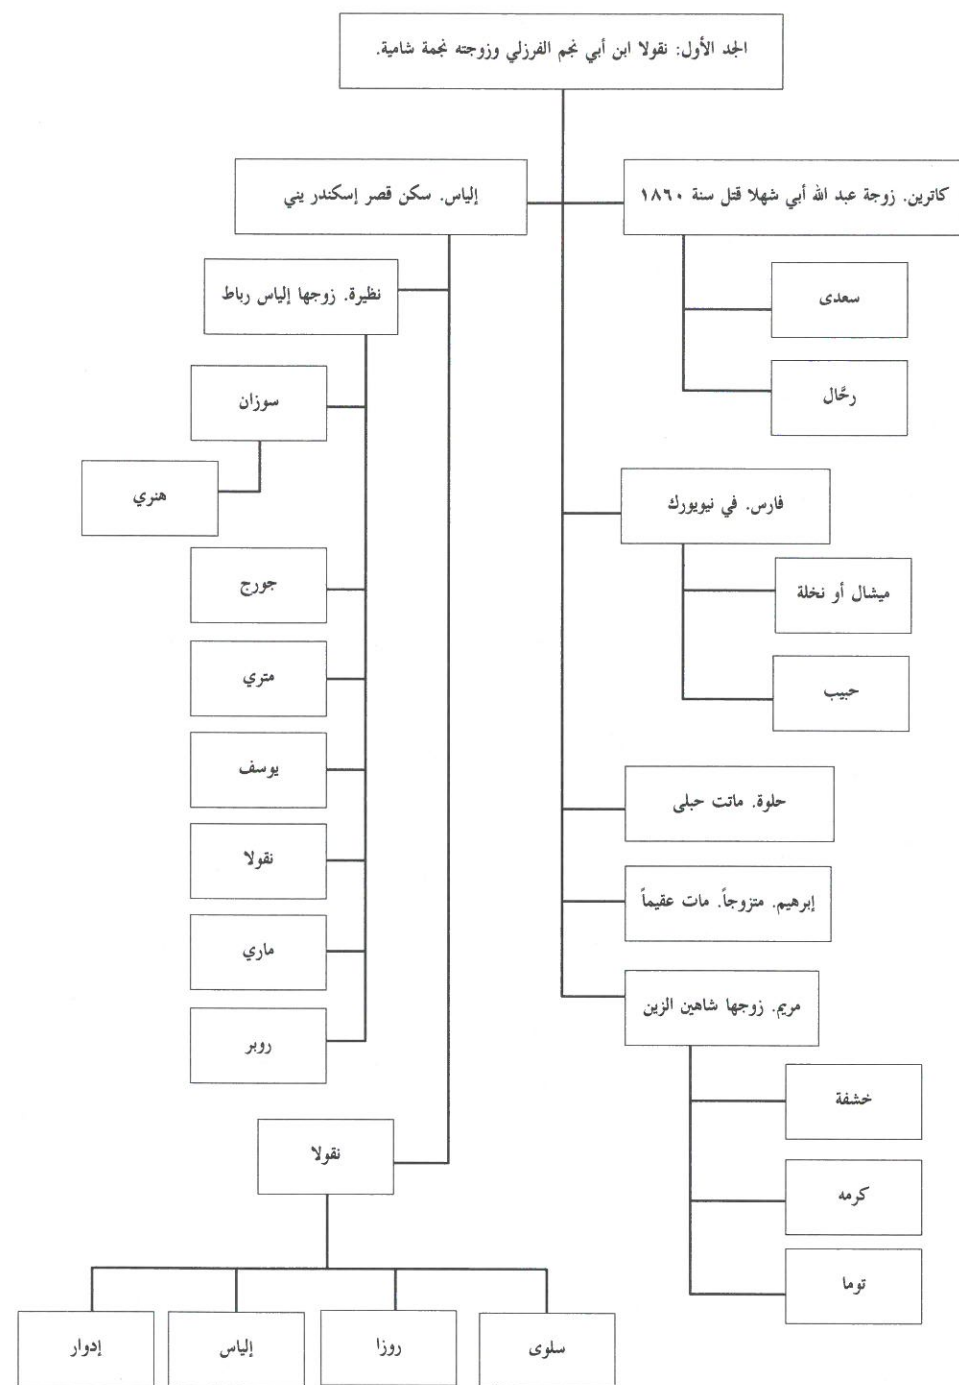 الجد الأول: نقولا ابن أبي نجم الفرزلي وزوجته نجمة شامية.
كاترين. زوجة عبد الله أبي شهلا قتل سنة ١٨٦٠
سعدى
رحَّال
فارس. في نيويورك
ميشال أو نخلة
حبيب
حلوة. ماتت حبلى
إبرهيم. متزوجاً. مات عقيماً
مريم. زوجها شاهين الزين
خشفة
كرمه
توما
إلياس. سكن قصر إسكندر يني
نظيرة. زوجها إلياس رباط
سوزان
هنري
جورج
متري
يوسف
نقولا
ماري
روبر
نقولا
سلوى
روزا
إلياس
إدوار